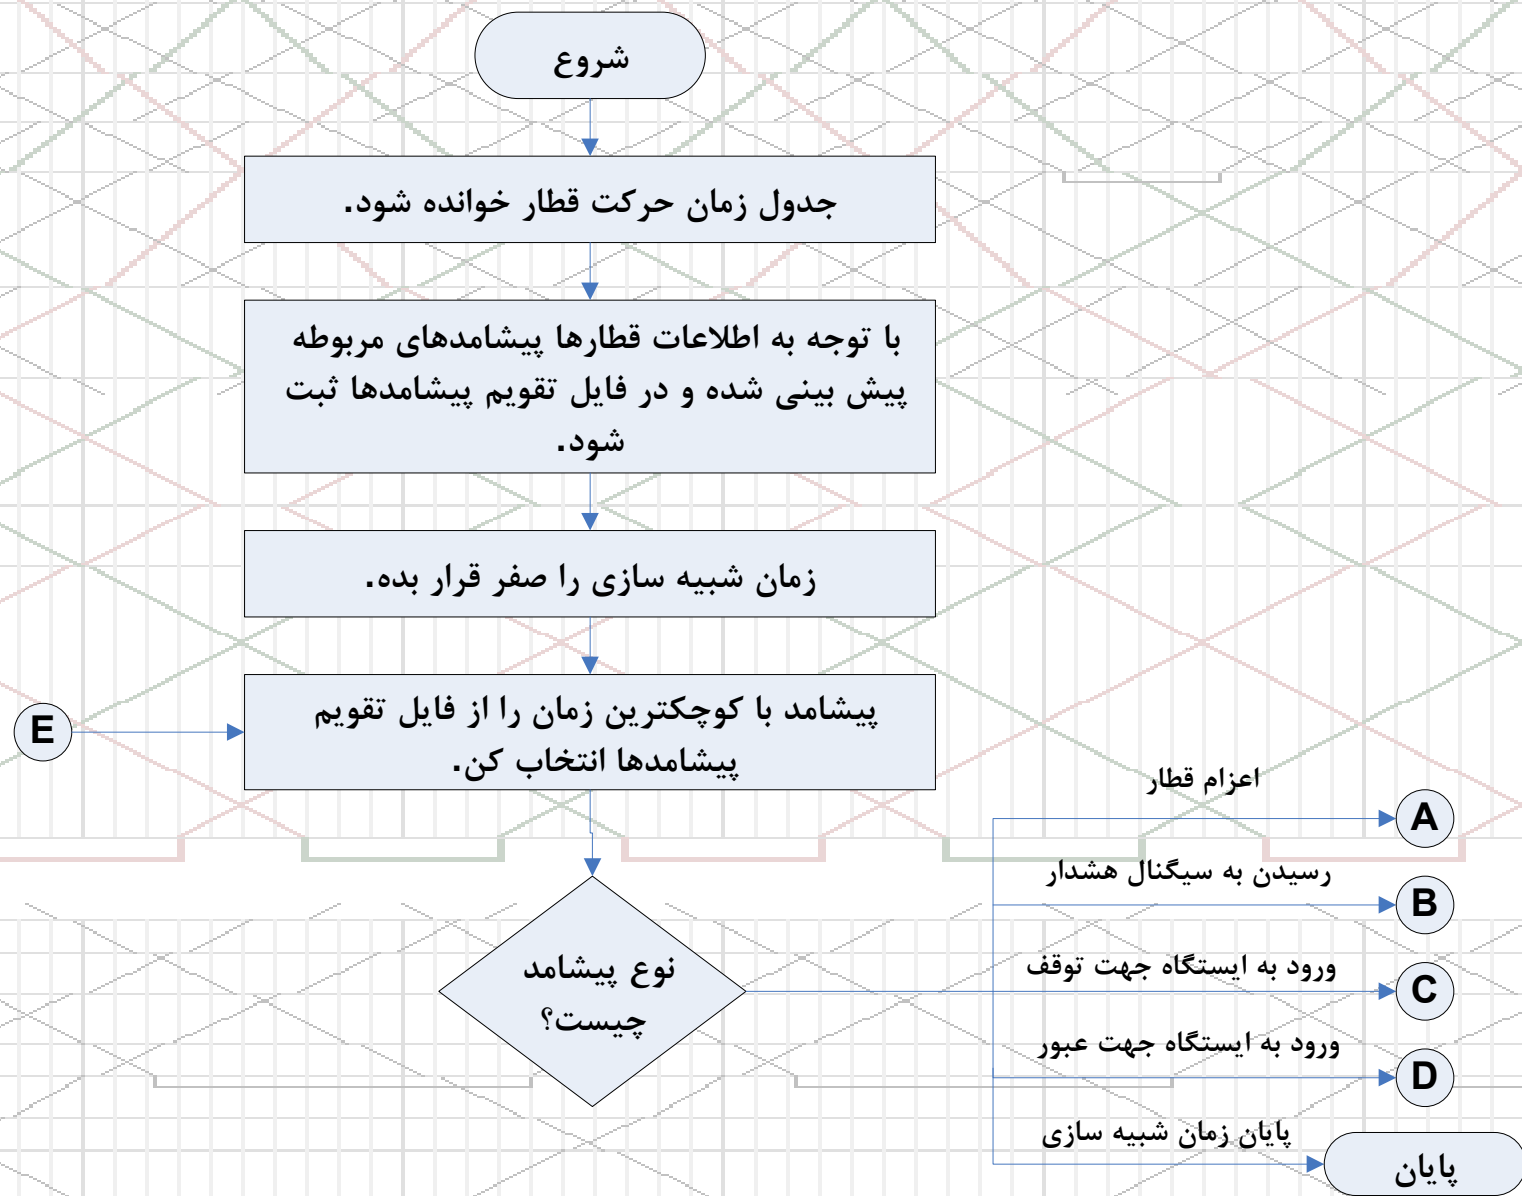 شروع
جدول زمان حرکت قطار خوانده شود.
با توجه به اطلاعات قطارها پیشامدهای مربوطه
پیش بینی شده و در فایل تقویم پیشامدها ثبت
شود.
زمان شبیه سازی را صفر قرار بده.
E
پیشامد با کوچکترین زمان را از فایل تقویم
پیشامدها انتخاب کن.
نوع پیشامد
چیست؟
اعزام قطار
A
رسیدن به سیگنال هشدار
B
ورود به ایستگاه جهت توقف
C
ورود به ایستگاه جهت عبور
D
پایان زمان شبیه سازی
پایان